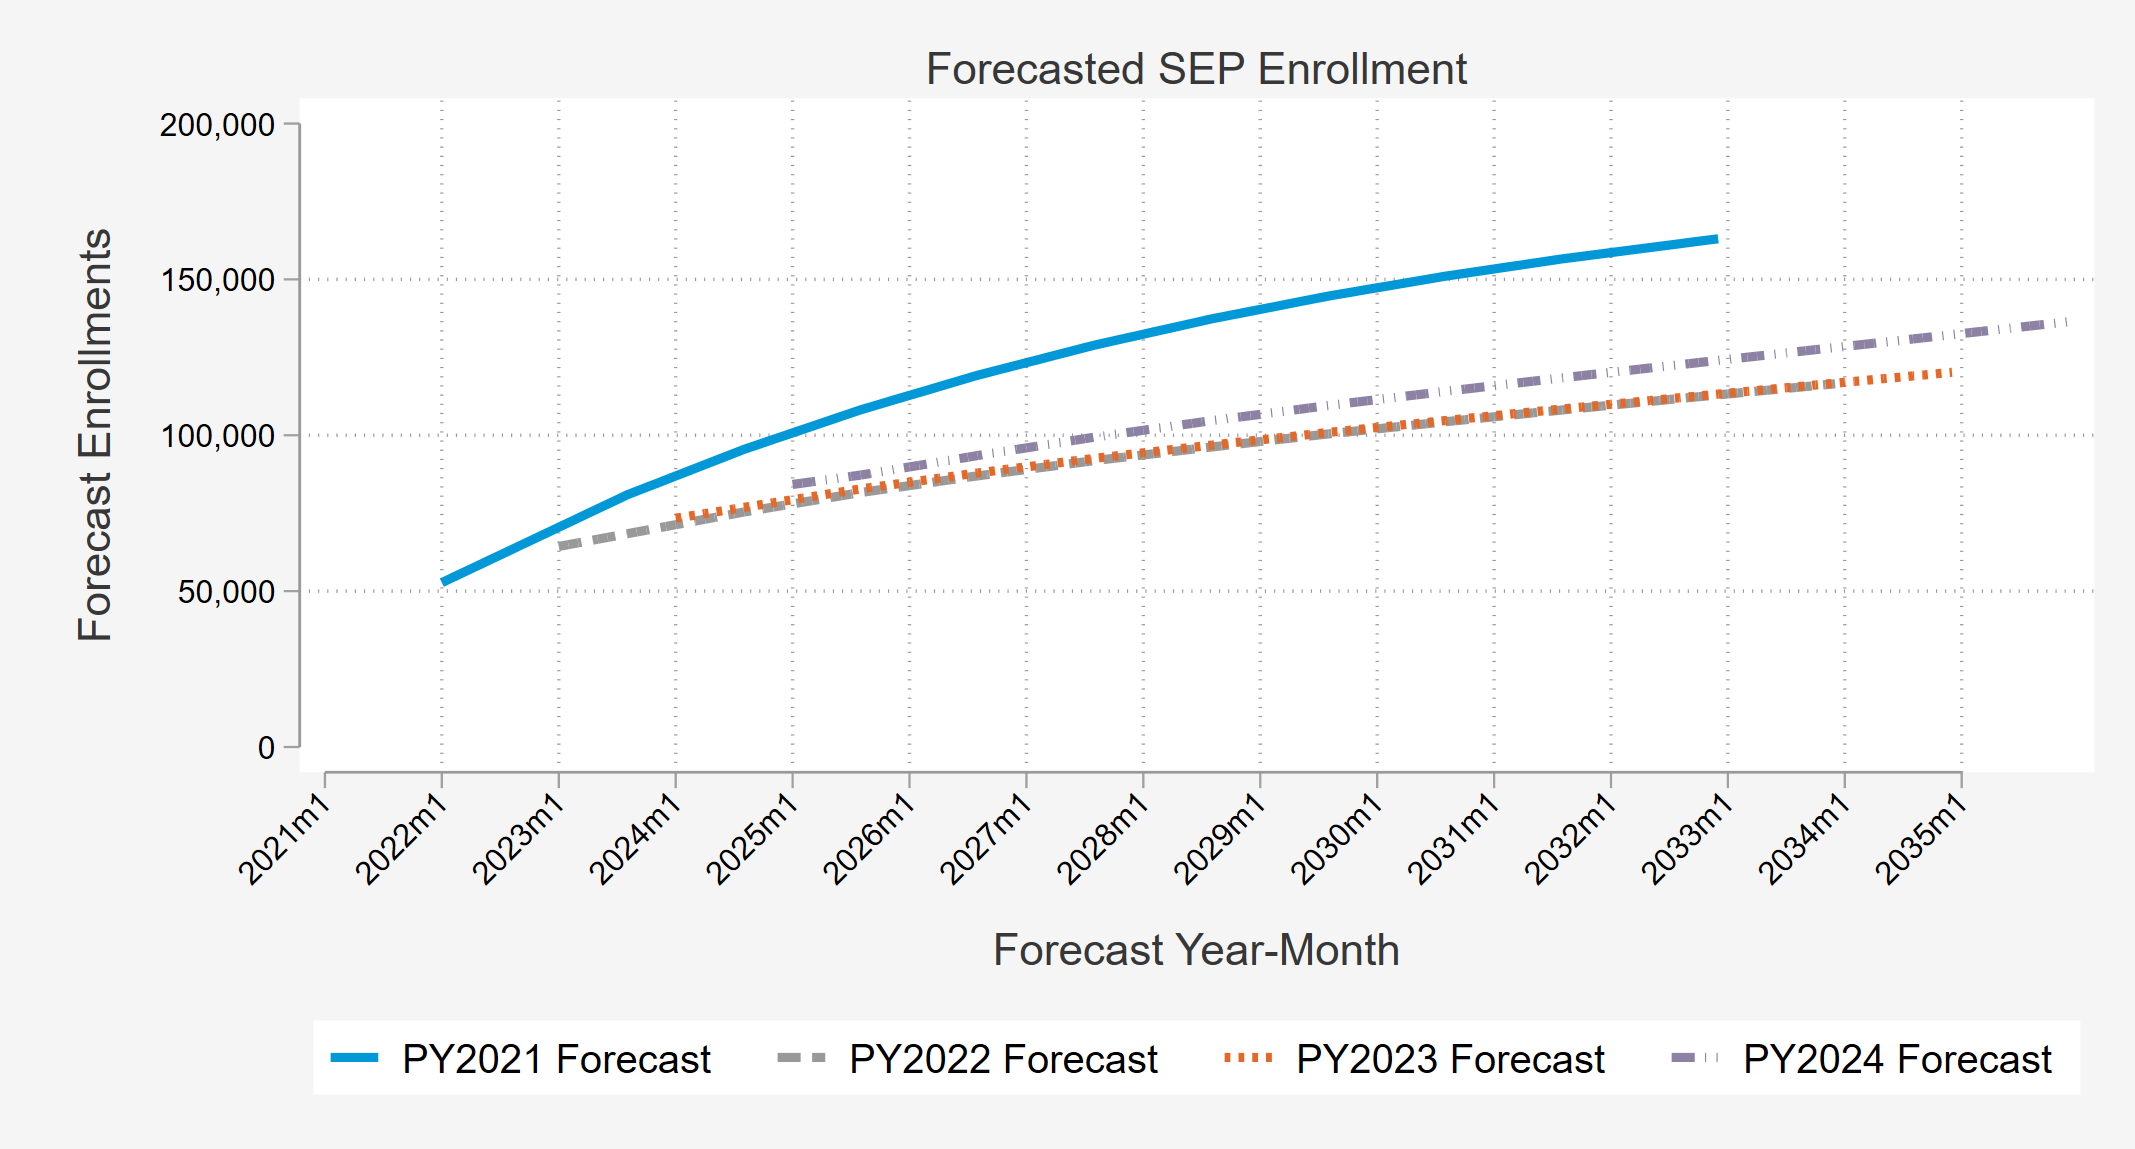 Forecasted SEP Enrollment
Forecast Enrollments
200,000
150,000
100,000
50,000
0
2021m1
2022m1
2023m1
2024m1
2025m1
2026m1
2027m1
2028m1
2029m1
2030m1
2031m1
2032m1
2033m1
2034m1
2035m1
Forecast Year-Month
PY2021 Forecast
PY2022 Forecast
PY2023 Forecast
PY2024 Forecast